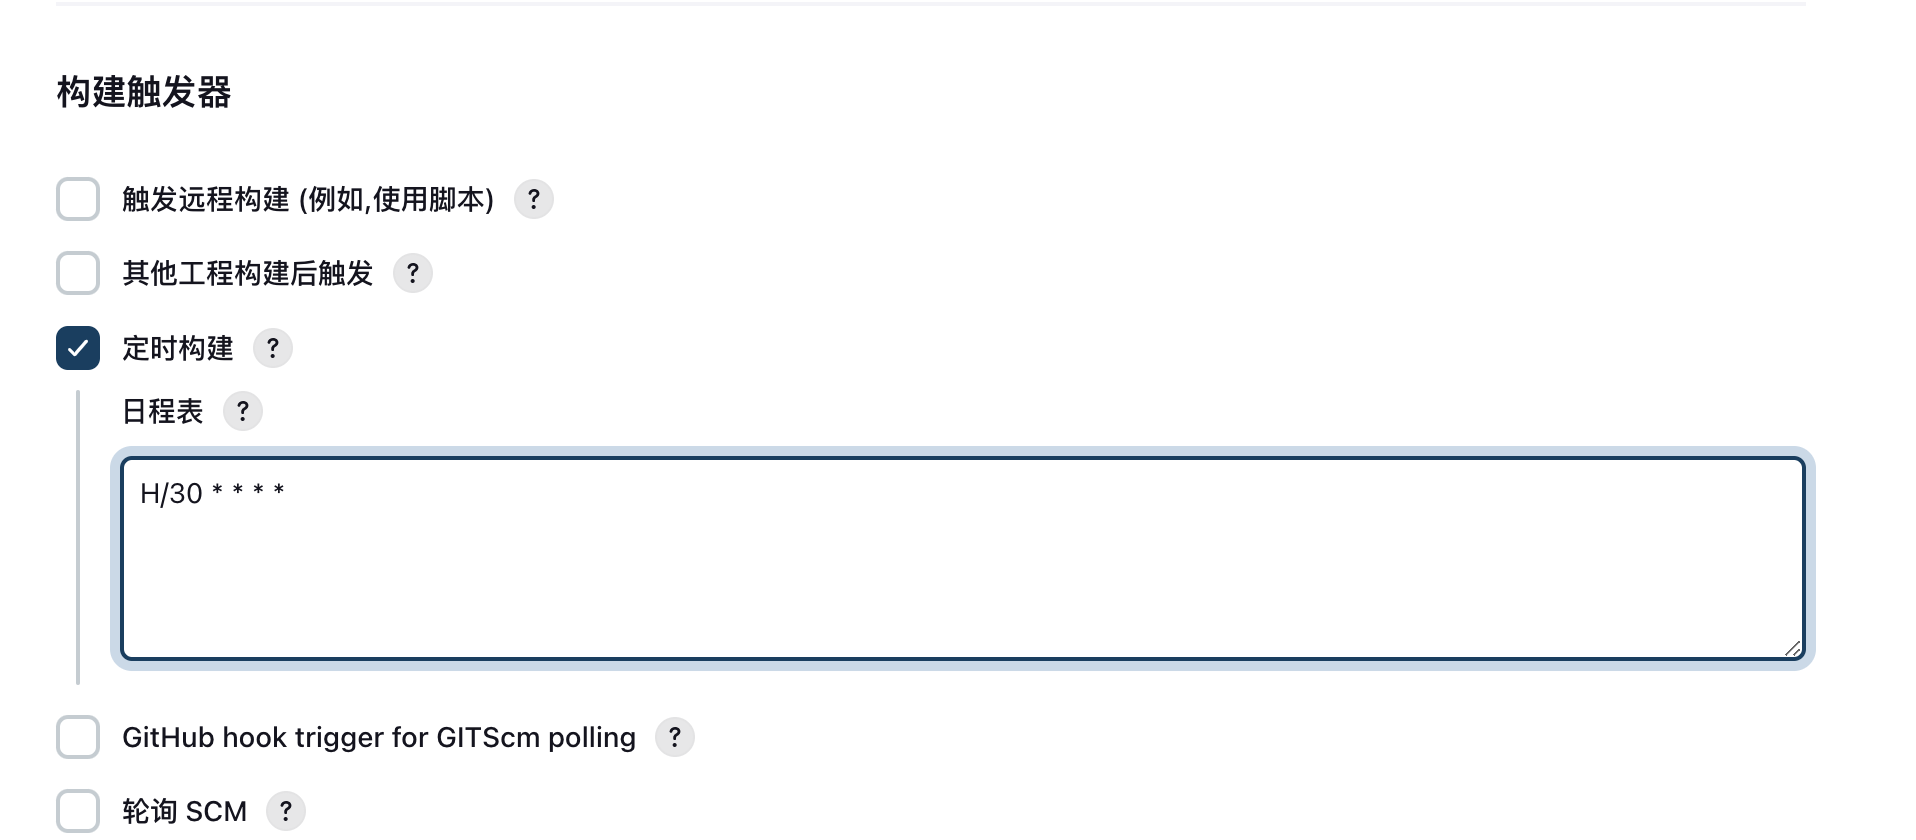 构建触发器
触发远程构建 (例如,使用脚本) ?
其他工程构建后触发 ?
定时构建 ?
日程表 ?
H/30 * * * *
GitHub hook trigger for GITScm polling ?
轮询 SCM ?